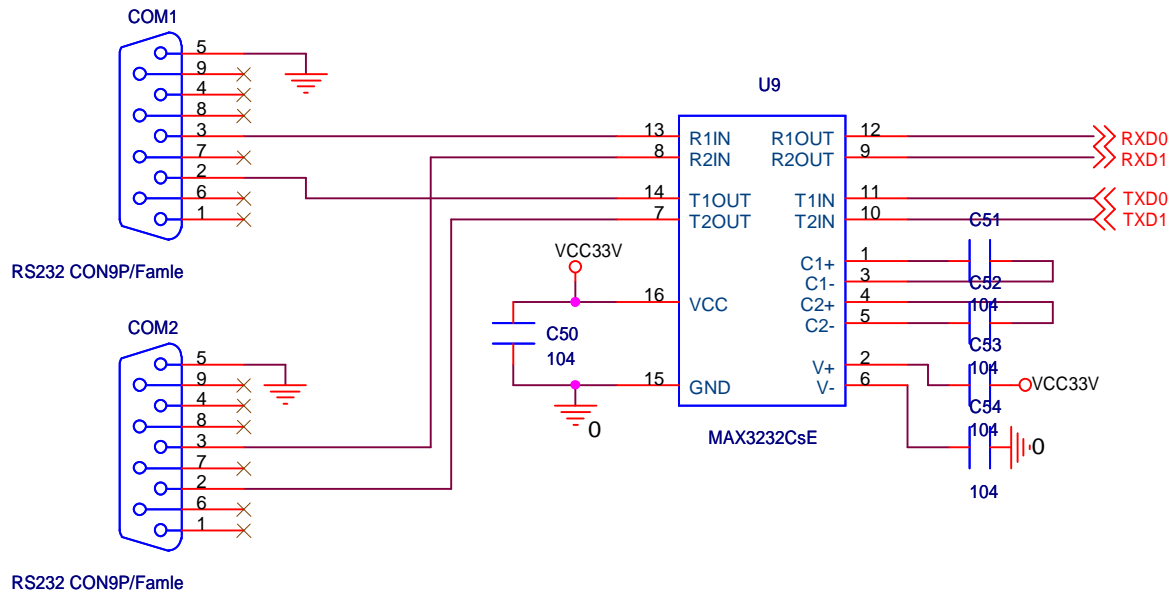 COM1
5
9
4
8
3
7
2
6
1
RS232 CON9P/Famle
COM2
5
9
4
8
3
7
2
6
1
RS232 CON9P/Famle
VCC33V
C50
104
0
U9
13 R1IN R1OUT 12 RXD0
8 R2IN R2OUT 9 RXD1
14 T1OUT T1IN 11 TXD0
7 T2OUT T2IN 10 TXD1
C1+ 1
C1- 3
16 VCC C2+ 4
C2- 5
V+ 2
15 GND V- 6
MAX3232CsE
C51
C52
104
C53
104
VCC33V
C54
104
0
104